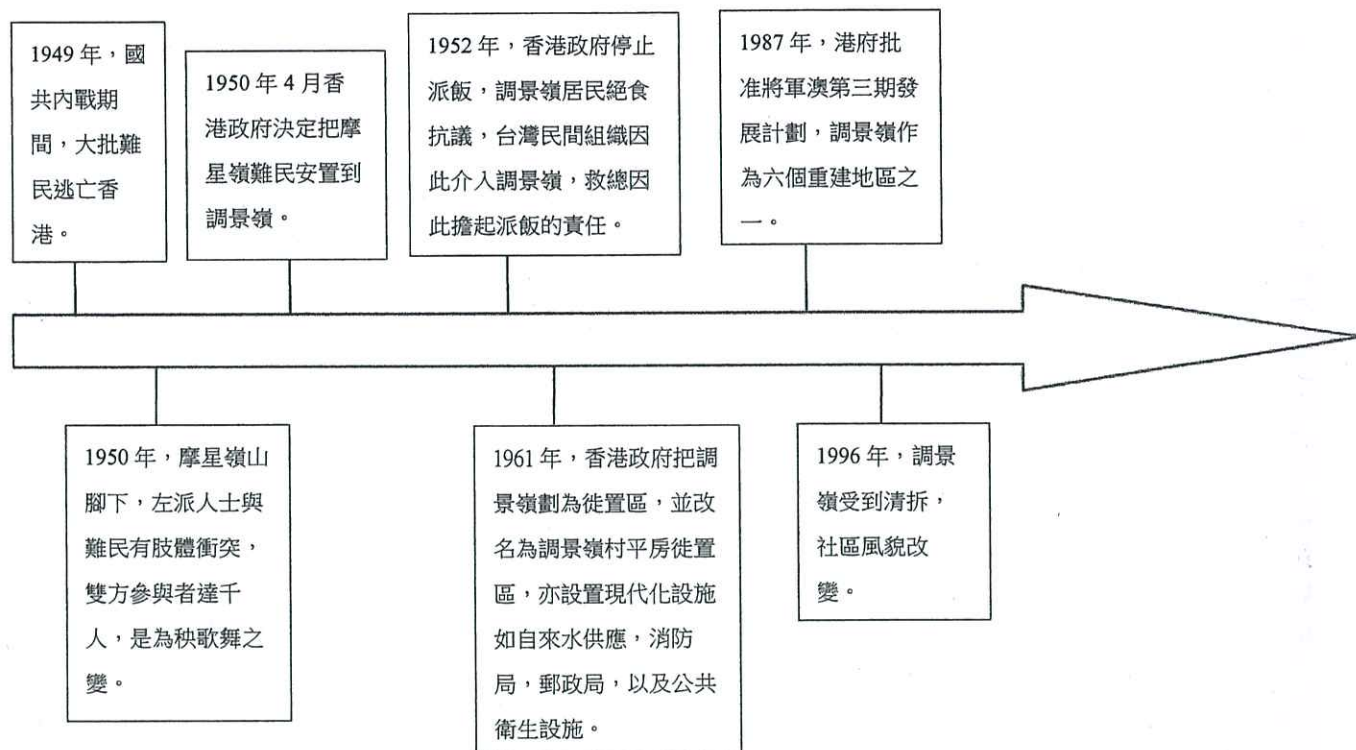 1949 年，國
共內戰期
間，大批難
民逃亡香
港。
1950 年 4 月香
港政府決定把摩
星嶺難民安置到
調景嶺。
1952 年，香港政府停止
派飯，調景嶺居民絕食
抗議，台灣民間組織因
此介入調景嶺，救總因
此擔起派飯的責任。
1987 年，港府批
准將軍澳第三期發
展計劃，調景嶺作
為六個重建地區之
一。
1950 年，摩星嶺山
腳下，左派人士與
難民有肢體衝突，
雙方參與者達千
人，是為秧歌舞之
變。
1961 年，香港政府把調
景嶺劃為徙置區，並改
名為調景嶺村平房徙置
區，亦設置現代化設施
如自來水供應，消防
局，郵政局，以及公共
衛生設施。
1996 年，調景
嶺受到清拆，
社區風貌改
變。